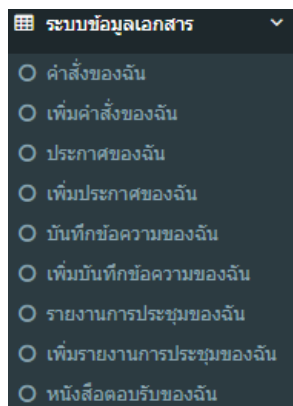 ระบบข้อมูลเอกสาร
คำสั่งของฉัน
เพิ่มคำสั่งของฉัน
ประกาศของฉัน
เพิ่มประกาศของฉัน
บันทึกข้อความของฉัน
เพิ่มบันทึกข้อความของฉัน
รายงานการประชุมของฉัน
เพิ่มรายงานการประชุมของฉัน
หนังสือตอบรับของฉัน